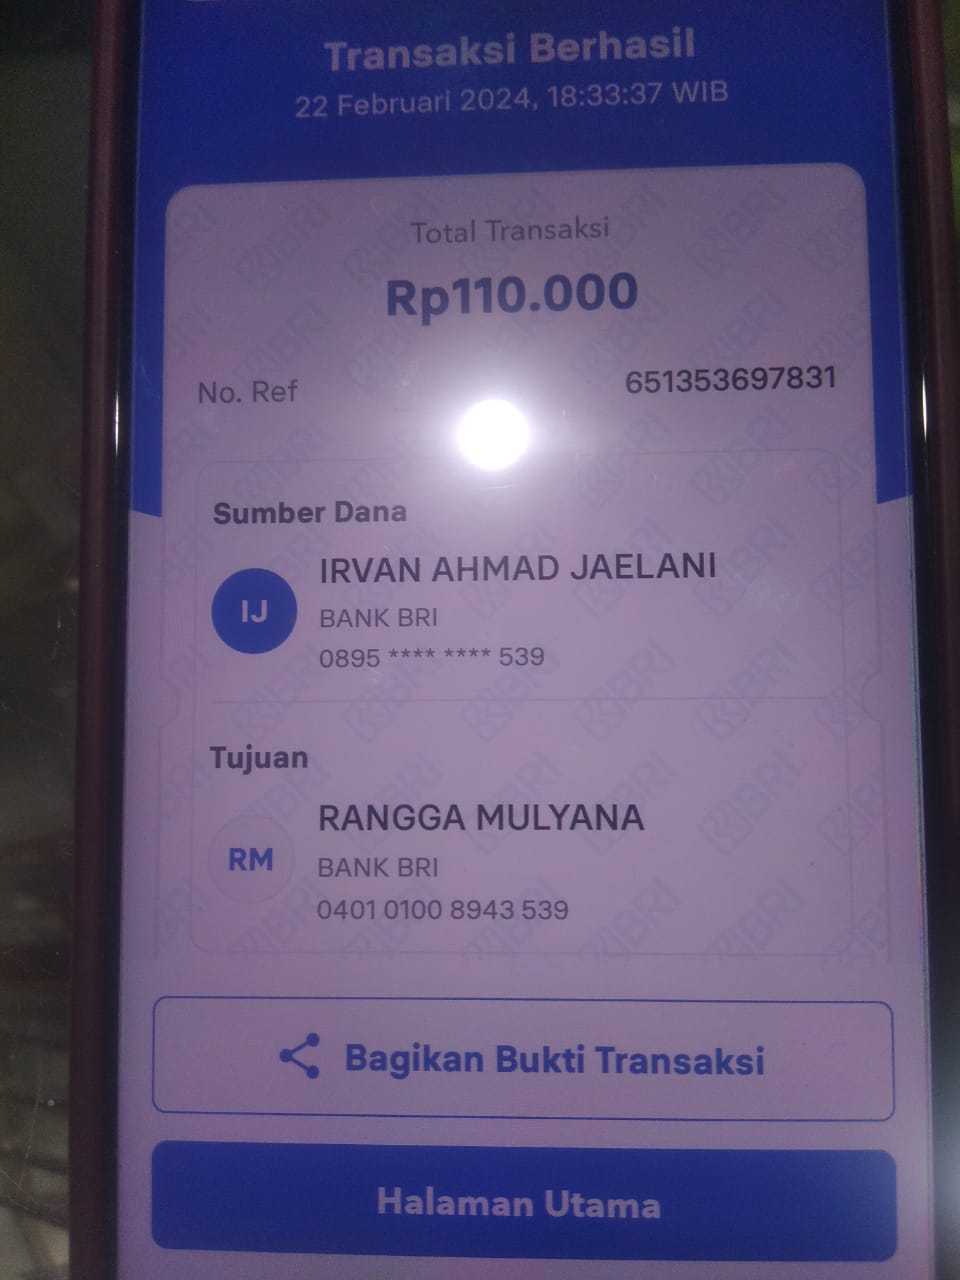 Transaksi Berhasil
22 Februari 2024, 18:33:37 WIB
Total Transaksi
Rp110.000
No. Ref 651353697831
Sumber Dana
IJ
IRVAN AHMAD JAELANI
BANK BRI
0895 **** **** 539
Tujuan
RM
RANGGA MULYANA
BANK BRI
0401 0100 8943 539
Bagikan Bukti Transaksi
Halaman Utama